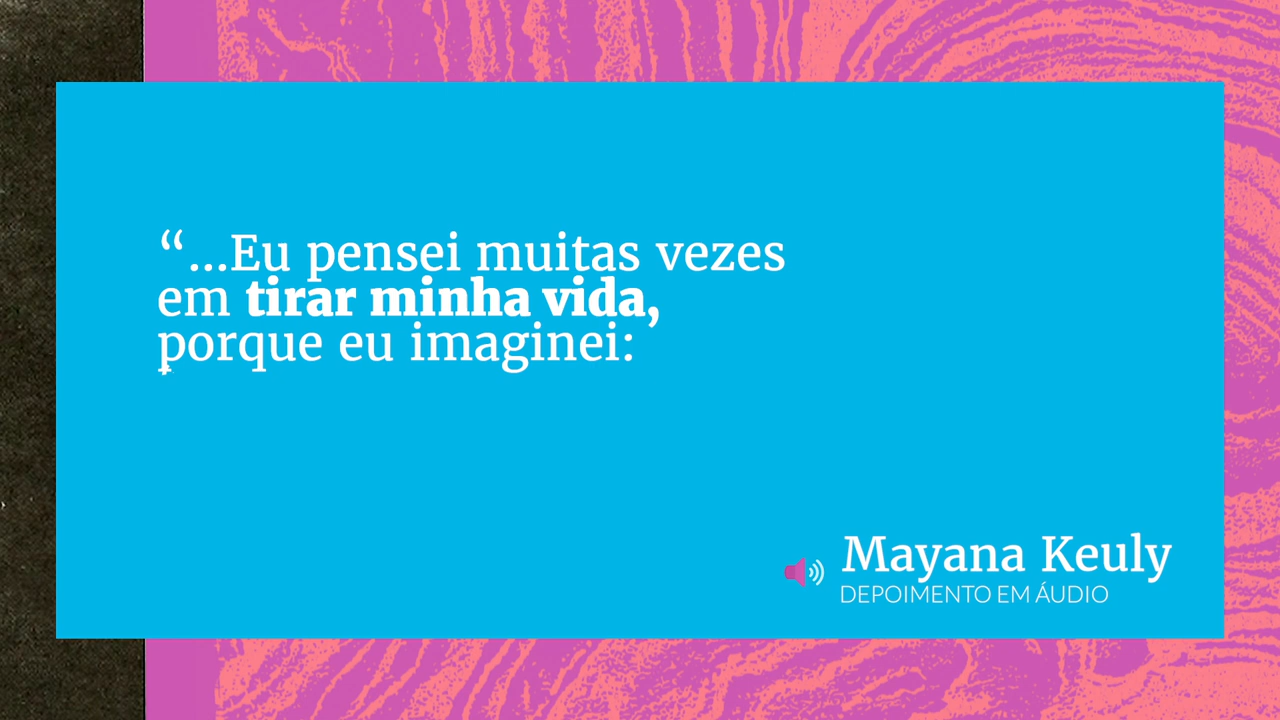 “...Eu pensei muitas vezes
em tirar minha vida,
porque eu imaginei:
Mayana Keuly
DEPOIMENTO EM ÁUDIO